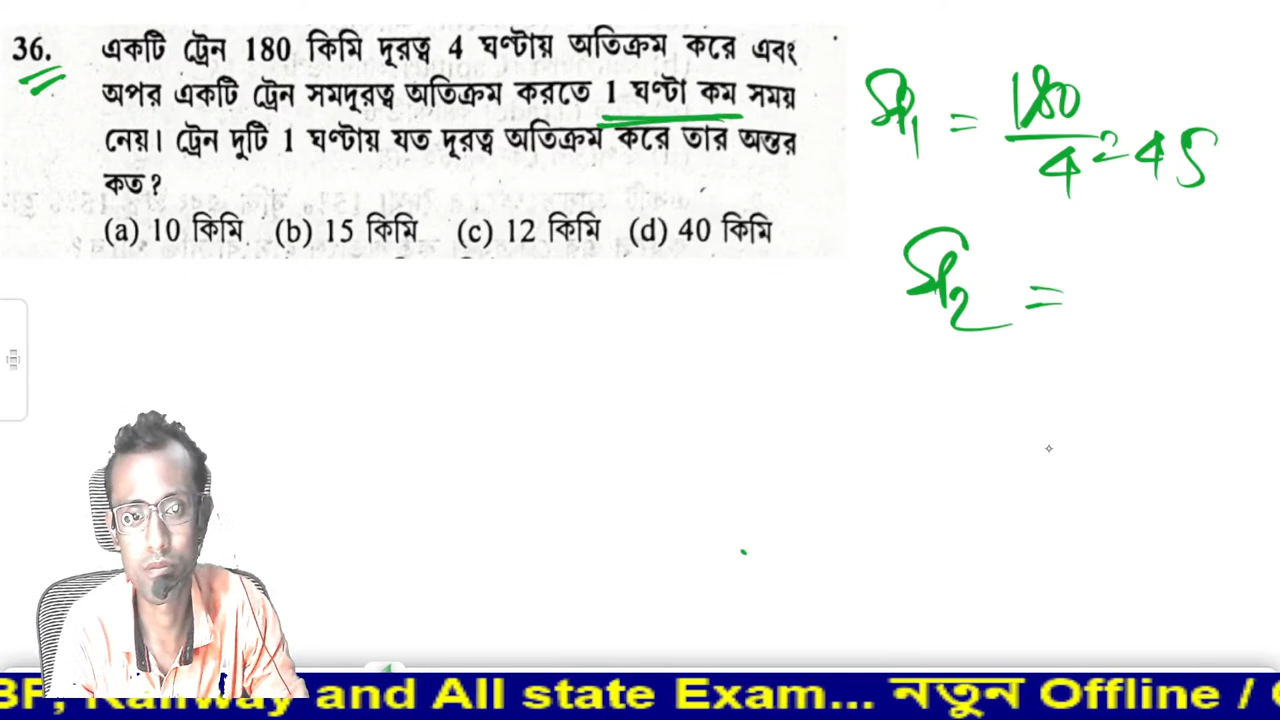 36. একটি ট্রেন 180 কিমি দূরত্ব 4 ঘণ্টায় অতিক্রম করে এবং
অপর একটি ট্রেন সমদূরত্ব অতিক্রম করতে 1 ঘণ্টা কম সময়
নেয়। ট্রেন দুটি 1 ঘণ্টায় যত দূরত্ব অতিক্রম করে তার অন্তর
কত?
(a) 10 কিমি (b) 15 কিমি (c) 12 কিমি (d) 40 কিমি
= 180
4 = 45
=
and All state Exam... নতুন Offline /